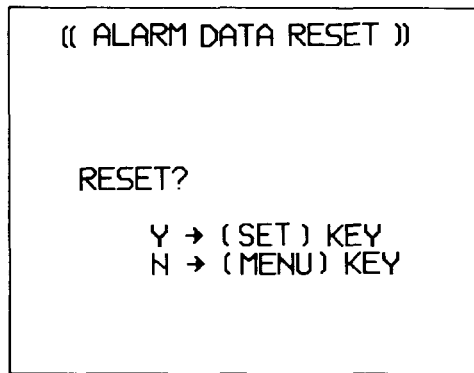 (( ALARM DATA RESET ))
RESET?
Y → (SET) KEY
N → (MENU) KEY